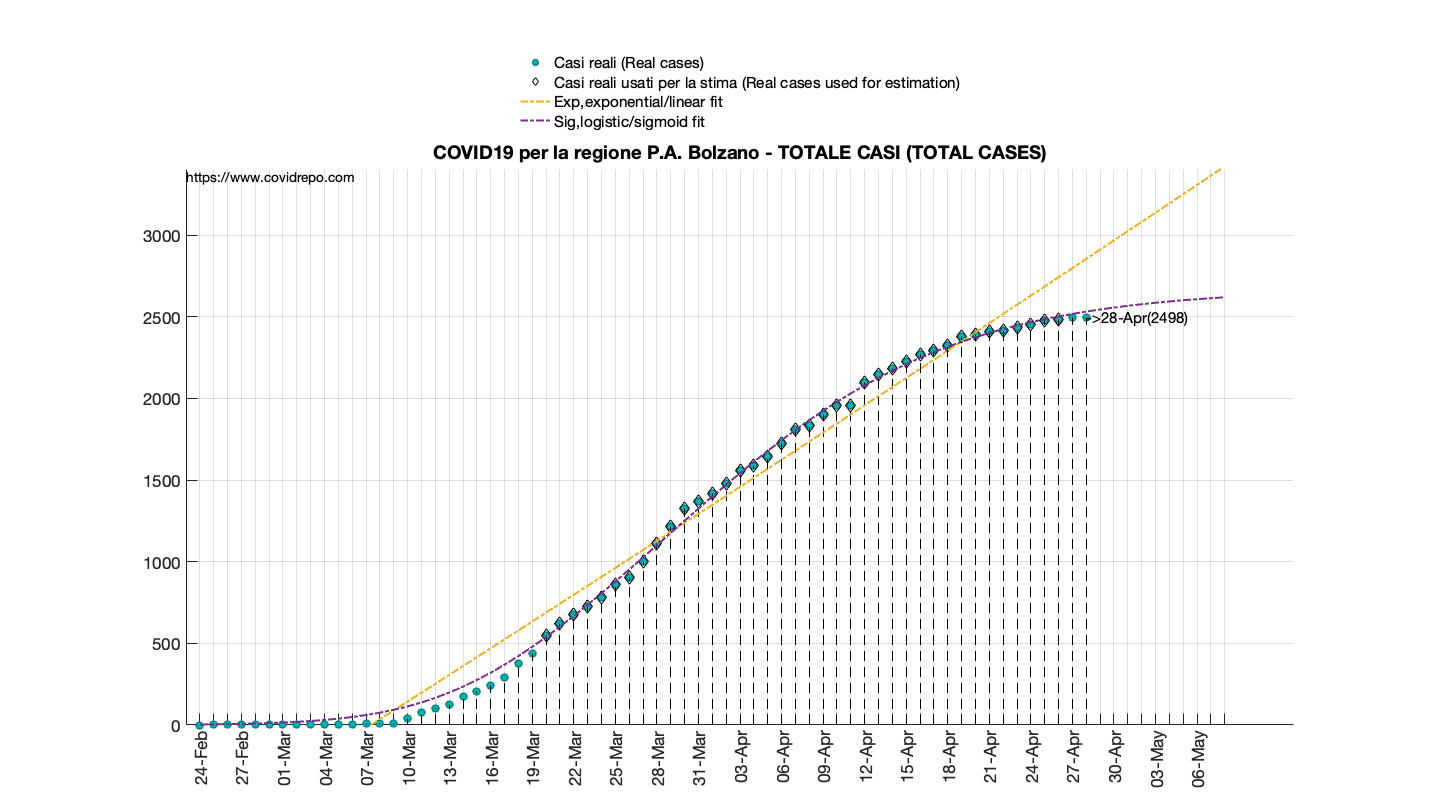 Casi reali (Real cases)
Casi reali usati per la stima (Real cases used for estimation)
Exp,exponential/linear fit
Sig,logistic/sigmoid fit
COVID19 per la regione P.A. Bolzano - TOTALE CASI (TOTAL CASES)
https://www.covidrepo.com
3000
2500
>28-Apr(2498)
2000
1500
1000
500
0
24-Feb
27-Feb
01-Mar
04-Mar
07-Mar
10-Mar
13-Mar
16-Mar
19-Mar
22-Mar
25-Mar
28-Mar
31-Mar
03-Apr
06-Apr
09-Apr
12-Apr
15-Apr
18-Apr
21-Apr
24-Apr
27-Apr
30-Apr
03-May
06-May